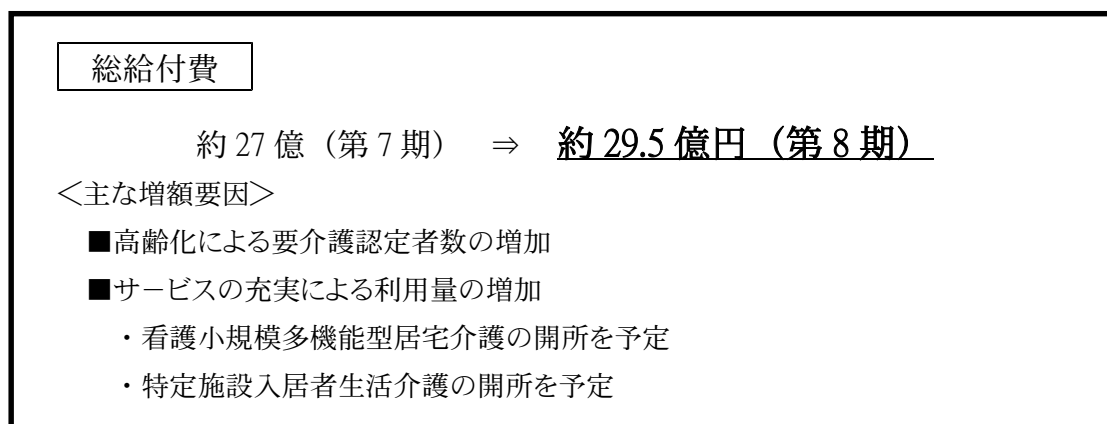 総給付費
約 27 億（第 7 期） ⇒ 約 29.5 億円（第 8 期）
＜主な増額要因＞
■高齢化による要介護認定者数の増加
■サービスの充実による利用量の増加
・看護小規模多機能型居宅介護の開所を予定
・特定施設入居者生活介護の開所を予定